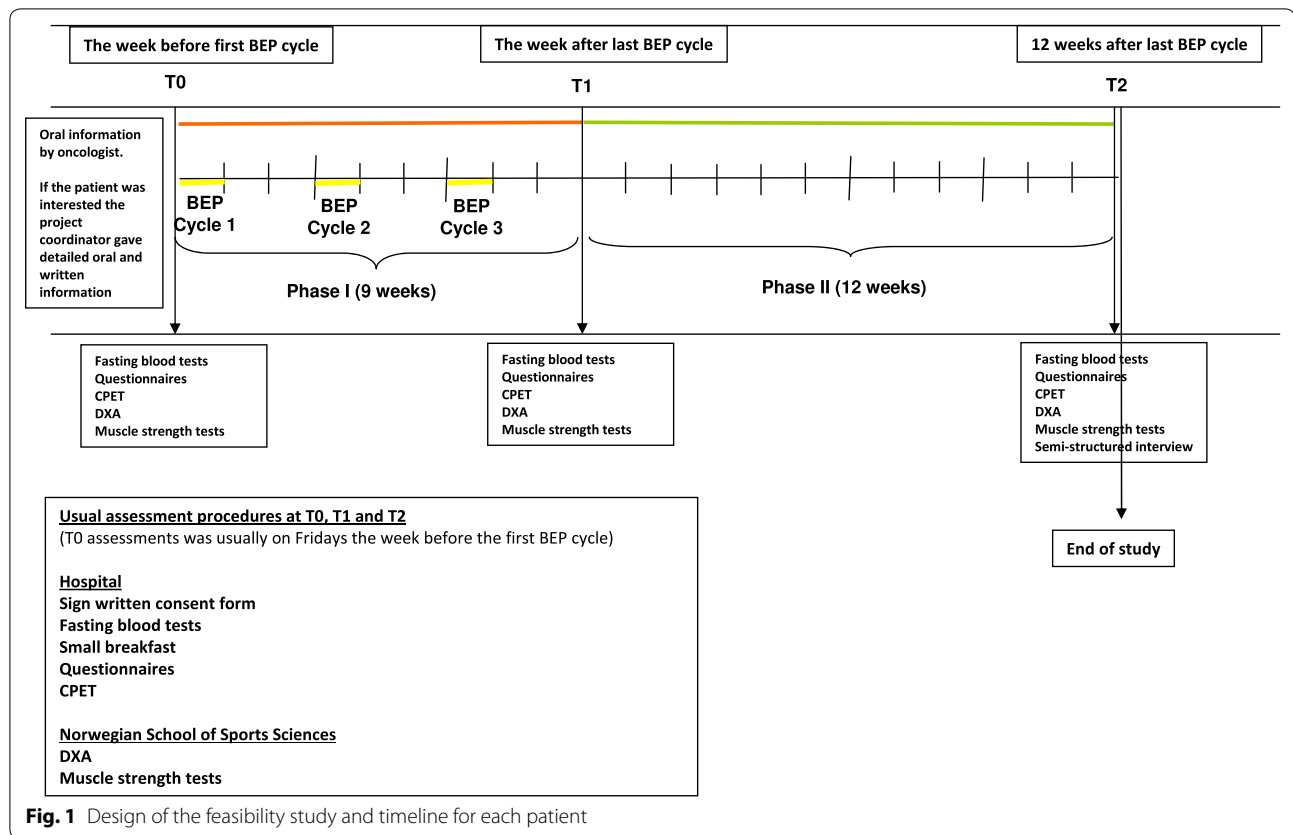 The week before first BEP cycle
The week after last BEP cycle
12 weeks after last BEP cycle
T0
T1
T2
Oral information
by oncologist.
If the patient was
interested the
project
coordinator gave
detailed oral and
written
information
BEP
Cycle 1
BEP
Cycle 2
BEP
Cycle 3
Phase I (9 weeks)
Phase II (12 weeks)
Fasting blood tests
Questionnaires
CPET
DXA
Muscle strength tests
Fasting blood tests
Questionnaires
CPET
DXA
Muscle strength tests
Fasting blood tests
Questionnaires
CPET
DXA
Muscle strength tests
Semi-structured interview
End of study
Usual assessment procedures at T0, T1 and T2
(T0 assessments was usually on Fridays the week before the first BEP cycle)
Hospital
Sign written consent form
Fasting blood tests
Small breakfast
Questionnaires
CPET
Norwegian School of Sports Sciences
DXA
Muscle strength tests
Fig. 1 Design of the feasibility study and timeline for each patient